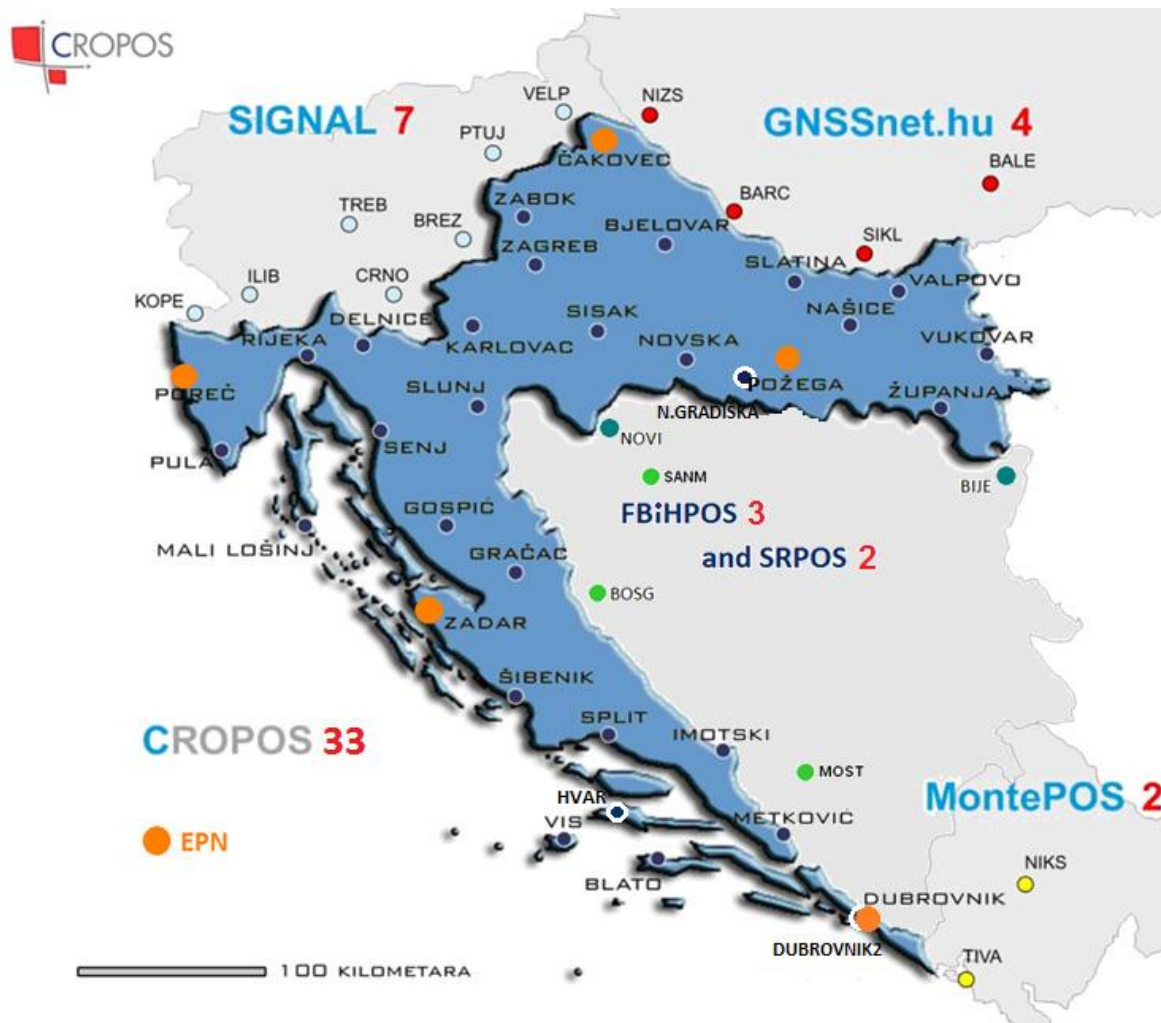 CROPOS
VELP
NIZS
SIGNAL 7
GNSSnet.hu 4
PTUJ
ČAKOVEC
BALE
ZABOK
BARC
TREB
BREZ
BJELOVAR
ZAGREB
SIKL
SLATINA
ILIB
CRNO
VALPOVO
KOPE
DELNICE
NAŠICE
RIJEKA
SISAK
KARLOVAC
NOVSKA
VUKOVAR
POREČ
SLUNJ
POŽEGA
ŽUPANJA
N.GRADIŠKA
SENJ
NOVI
PULA
SANM
BIJE
GOSPIĆ
FBiHPOS 3
MALI LOŠINJ
GRAČAC
and SRPOS 2
BOSG
ZADAR
ŠIBENIK
SPLIT
CROPOS 33
IMOTSKI
MOST
HVAR
MontePOS 2
VIS
METKOVIĆ
EPN
NIKS
BLATO
DUBROVNIK
DUBROVNIK2
TIVA
100 KILOMETARA